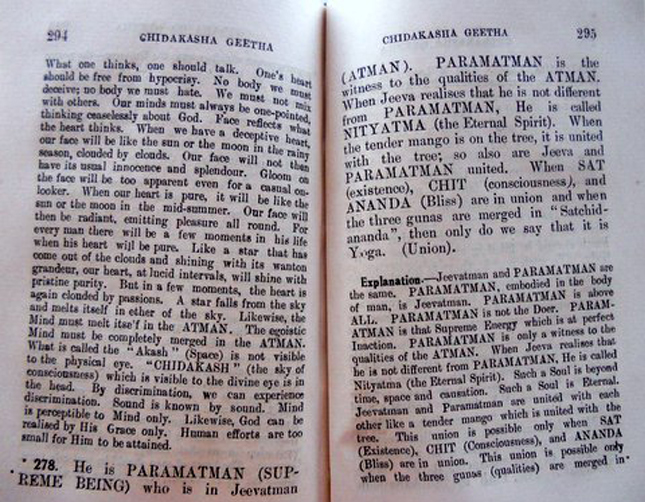 294 CHIDAKASHA GEETHA
What one thinks, one should talk. One's heart
should be free from hypocrisy. No body we must
deceive; no body we must hate. We must not mix
with others. Our minds must always be one-pointed,
thinking ceaselessly about God. Face reflects what
the heart thinks. When we have a deceptive heart,
our face will be like the sun or the moon in the rainy
season, clouded by clouds. Our face will not then
have its usual innocence and splendour. Gloom on
the face will be too apparent even for a casual on-
looker. When our heart is pure, it will be like the
sun or the moon in the mid-summer. Our face will
then be radiant, emitting pleasure all round. For
every man there will be a few moments in his life
when his heart will be pure. Like a star that has
come out of the clouds and shining with its wanton
grandeur, our heart, at lucid intervals, will shine with
pristine purity. But in a few moments, the heart is
again clouded by passions. A star falls from the sky
and melts itself in ether of the sky. Likewise, the
Mind must melt itse'f in the ATMAN. The egoistic
Mind must be completely merged in the ATMAN.
What is called the "Akash" (Space) is not visible
to the physical eye. "CHIDAKASH" (the sky of
consciousness) which is visible to the divine eye is in
the head. By discrimination, we can experience
discrimination. Sound is known by sound. Mind
is perceptible to Mind only. Likewise, God can be
realised by His Grace only. Human efforts are too
small for Him to be attained.
278. He is PARAMATMAN (SUP-
REME BEING) who is in Jeevatman
CHIDAKASHA GEETHA 295
(ATMAN). PARAMATMAN is the
witness to the qualities of the ATMAN.
When Jeeva realises that he is not different
from PARAMATMAN, He is called
NITYATMA (the Eternal Spirit). When
the tender mango is on the tree, it is united
with the tree; so also are Jeeva and
PARAMATMAN united. When SAT
(existence), CHIT (consciousness), and
ANANDA (Bliss) are in union and when
the three gunas are merged in "Satchid-
ananda", then only do we say that it is
Yoga. (Union).
Explanation.—Jeevatman and PARAMATMAN are
the same. PARAMATMAN, embodied in the body
of man, is Jeevatman. PARAMATMAN is above
ALL. PARAMATMAN is not the Doer. PARAM-
ATMAN is that Supreme Energy which is at perfect
Inaction. PARAMATMAN is only a witness to the
qualities of the ATMAN. When Jeeva realises that
he is not different from PARAMATMAN, He is called
Nityatma (the Eternal Spirit). Such a Soul is beyond
time, space and causation. Such a Soul is Eternal.
Jeevatman and Paramatman are united with each
other like a tender mango which is united with the
tree. This union is possible only when SAT
(Existence), CHIT (Consciousness), and ANANDA
(Bliss) are in union. This union is possible only
when the three gunas (qualities) are merged in